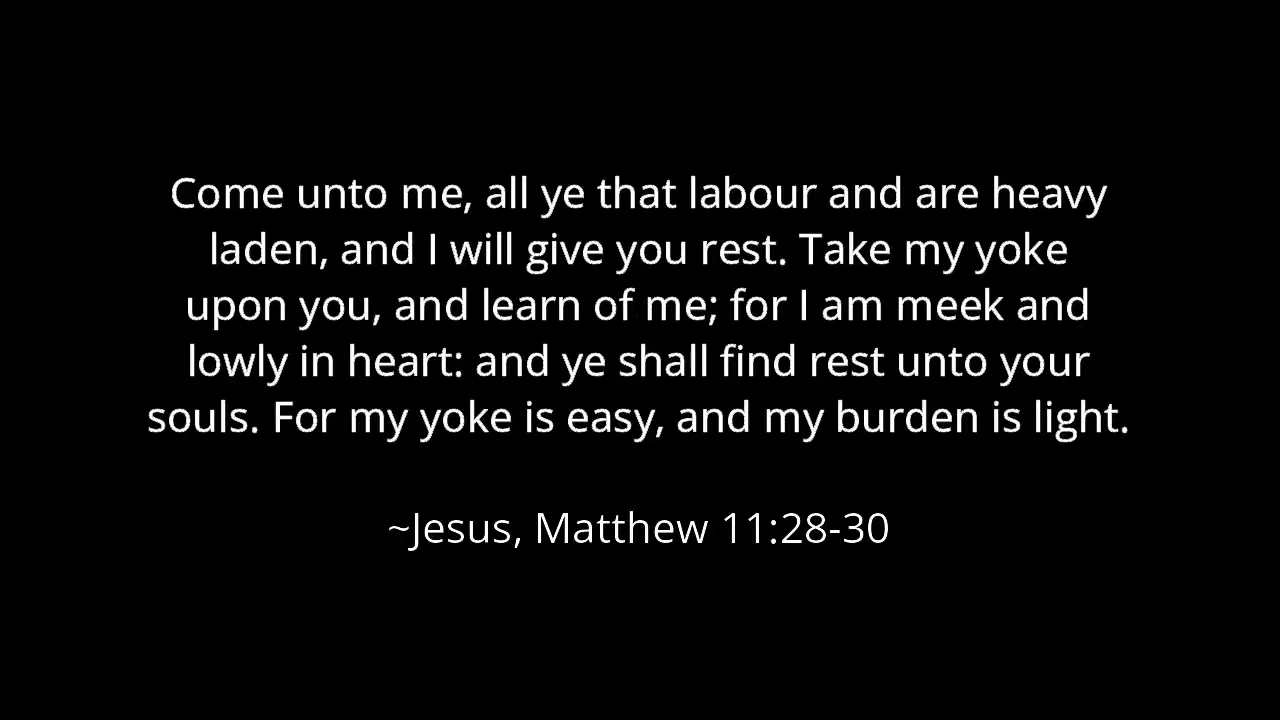 Come unto me, all ye that labour and are heavy
laden, and I will give you rest. Take my yoke
upon you, and learn of me; for I am meek and
lowly in heart: and ye shall find rest unto your
souls. For my yoke is easy, and my burden is light.
~Jesus, Matthew 11:28-30